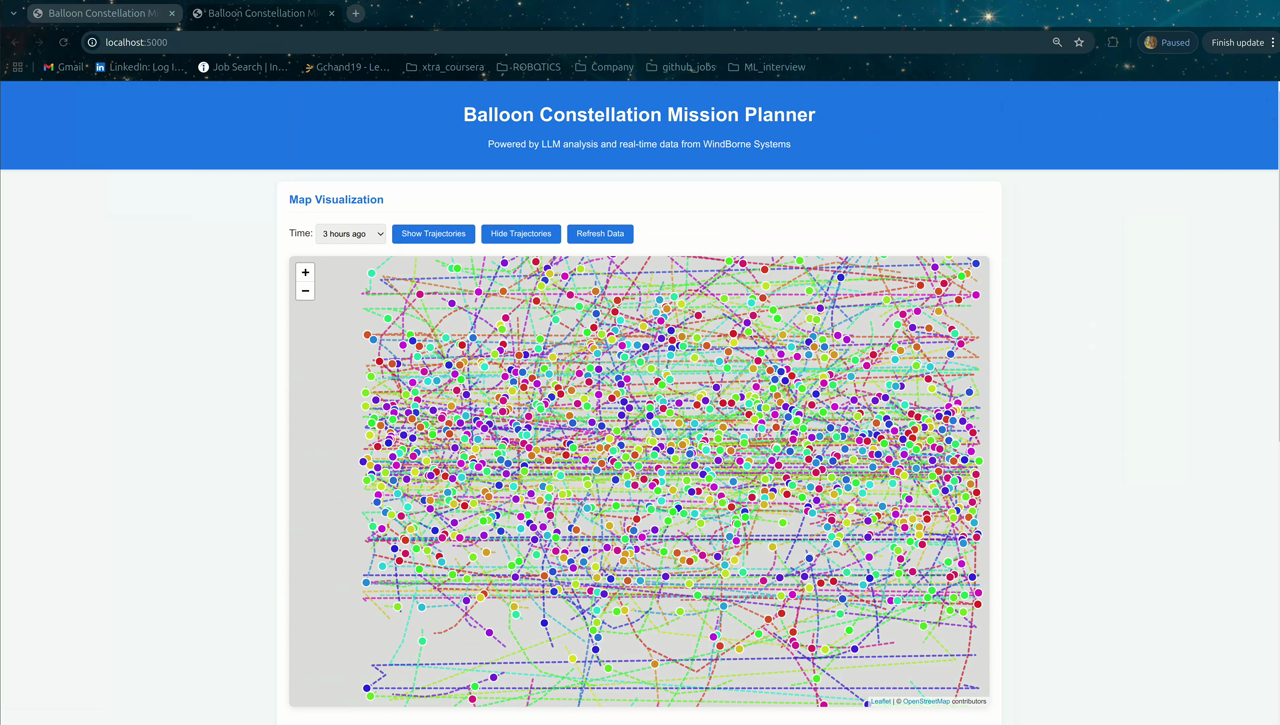 Balloon Constellation Mi
Balloon Constellation M
localhost:5000
Paused
Finish update
Gmail
LinkedIn: Log I...
Job Search | In...
Gchand19 - Le...
xtra_coursera
ROBOTICS
Company
github_jobs
ML_interview
Balloon Constellation Mission Planner
Powered by LLM analysis and real-time data from WindBorne Systems
Map Visualization
Time: 3 hours ago Show Trajectories Hide Trajectories Refresh Data
+
−
Leaflet | © OpenStreetMap contributors